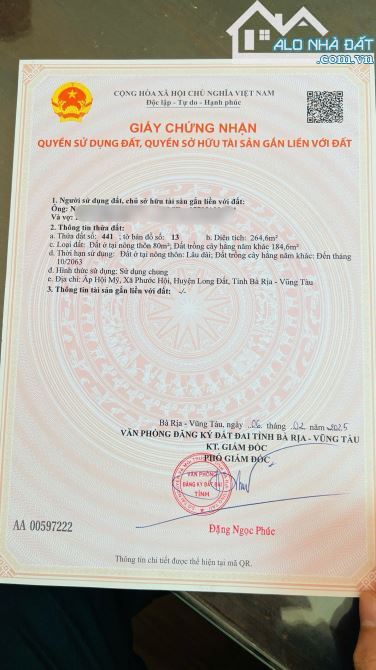 ALO NHÀ ĐẤT
.com.vn
CỘNG HÒA XÃ HỘI CHỦ NGHĨA VIỆT NAM
Độc lập - Tự do - Hạnh phúc
GIẤY CHỨNG NHẬN
QUYỀN SỬ DỤNG ĐẤT, QUYỀN SỞ HỮU TÀI SẢN GẮN LIỀN VỚI ĐẤT
1. Người sử dụng đất, chủ sở hữu tài sản gắn liền với đất:
Ông: N
Và vợ:
2. Thông tin thửa đất:
a. Thửa đất số: 441 ; tờ bản đồ số: 13 b. Diện tích: 264,6m²
c. Loại đất: Đất ở tại nông thôn 80m²; Đất trồng cây hằng năm khác 184,6m²
d. Thời hạn sử dụng: Đất ở tại nông thôn: Lâu dài; Đất trồng cây hằng năm khác: Đến tháng
10/2063
đ. Hình thức sử dụng: Sử dụng chung
e. Địa chỉ: Ấp Hội Mỹ, Xã Phước Hội, Huyện Long Đất, Tỉnh Bà Rịa - Vũng Tàu
3. Thông tin tài sản gắn liền với đất: -/-
Bà Rịa - Vũng Tàu, ngày 06 tháng 02 năm 2025
VĂN PHÒNG ĐĂNG KÝ ĐẤT ĐAI TỈNH BÀ RỊA - VŨNG TÀU
KT. GIÁM ĐỐC
PHÓ GIÁM ĐỐC
VĂN PHÒNG
ĐĂNG KÝ ĐẤT ĐAI
TỈNH
Đặng Ngọc Phúc
AA 00597222
Thông tin chi tiết được thể hiện tại mã QR.